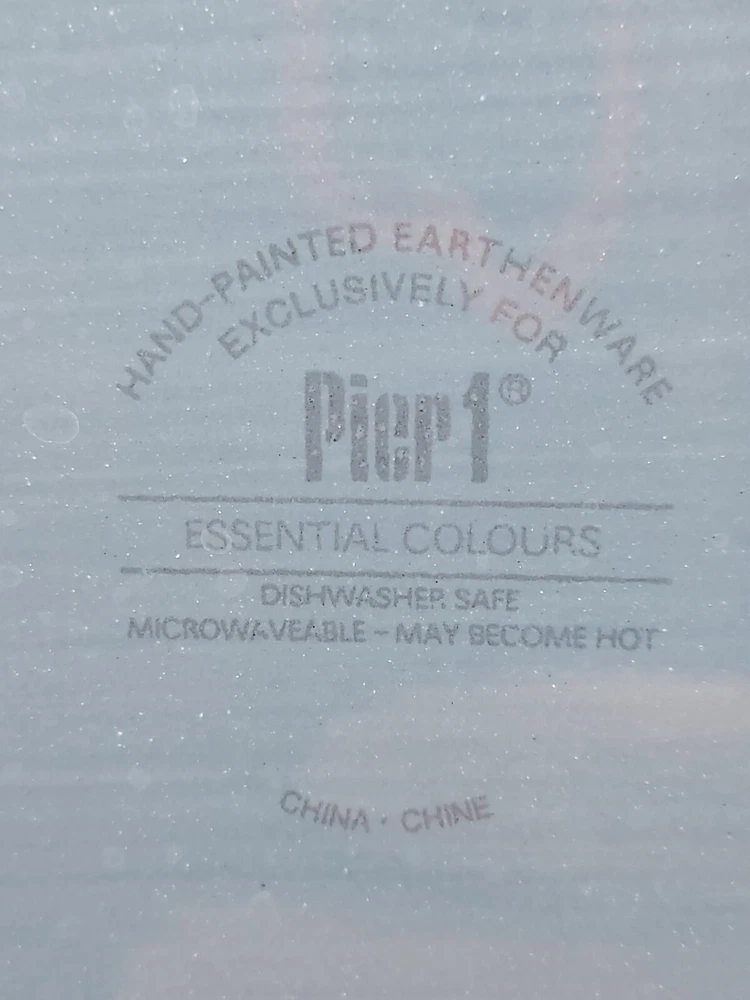 HAND-PAINTED EARTHENWARE
EXCLUSIVELY FOR
Pier 1®
ESSENTIAL COLOURS
DISHWASHER SAFE
MICROWAVEABLE – MAY BECOME HOT
CHINA · CHINE